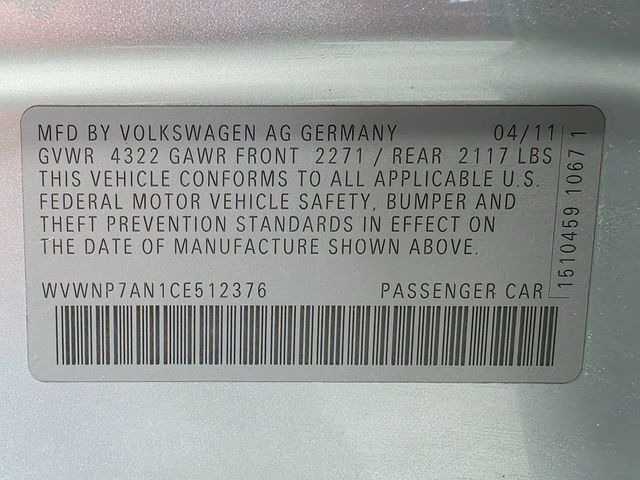 MFD BY VOLKSWAGEN AG GERMANY 04/11
GVWR 4322 GAWR FRONT 2271 / REAR 2117 LBS
THIS VEHICLE CONFORMS TO ALL APPLICABLE U.S.
FEDERAL MOTOR VEHICLE SAFETY, BUMPER AND
THEFT PREVENTION STANDARDS IN EFFECT ON
THE DATE OF MANUFACTURE SHOWN ABOVE.
WVWNP7AN1CE512376 PASSENGER CAR
1510459 10671